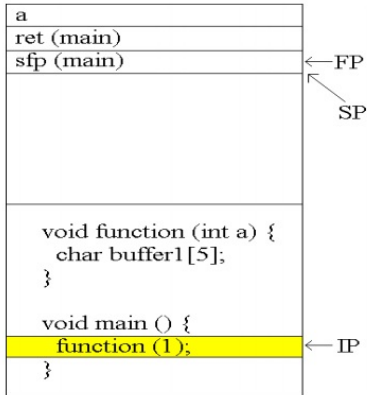 a
ret (main)
sfp (main)
FP
SP
void function (int a) {
char buffer1[5];
}
void main () {
function (1);
IP
}